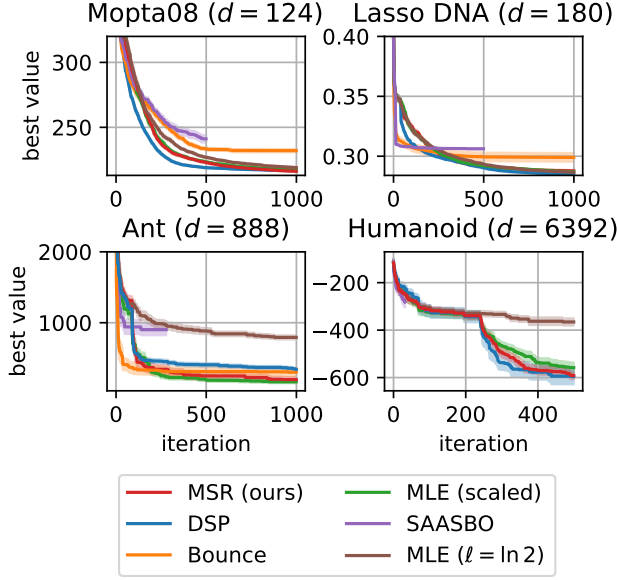 Mopta08 (d = 124)
Lasso DNA (d = 180)
best value
300
250
0
500
1000
0.40
0.35
0.30
0
500
1000
Ant (d = 888)
Humanoid (d = 6392)
best value
2000
1000
0
500
1000
iteration
−200
−400
−600
0
200
400
iteration
MSR (ours)
DSP
Bounce
MLE (scaled)
SAASBO
MLE (ℓ = ln 2)